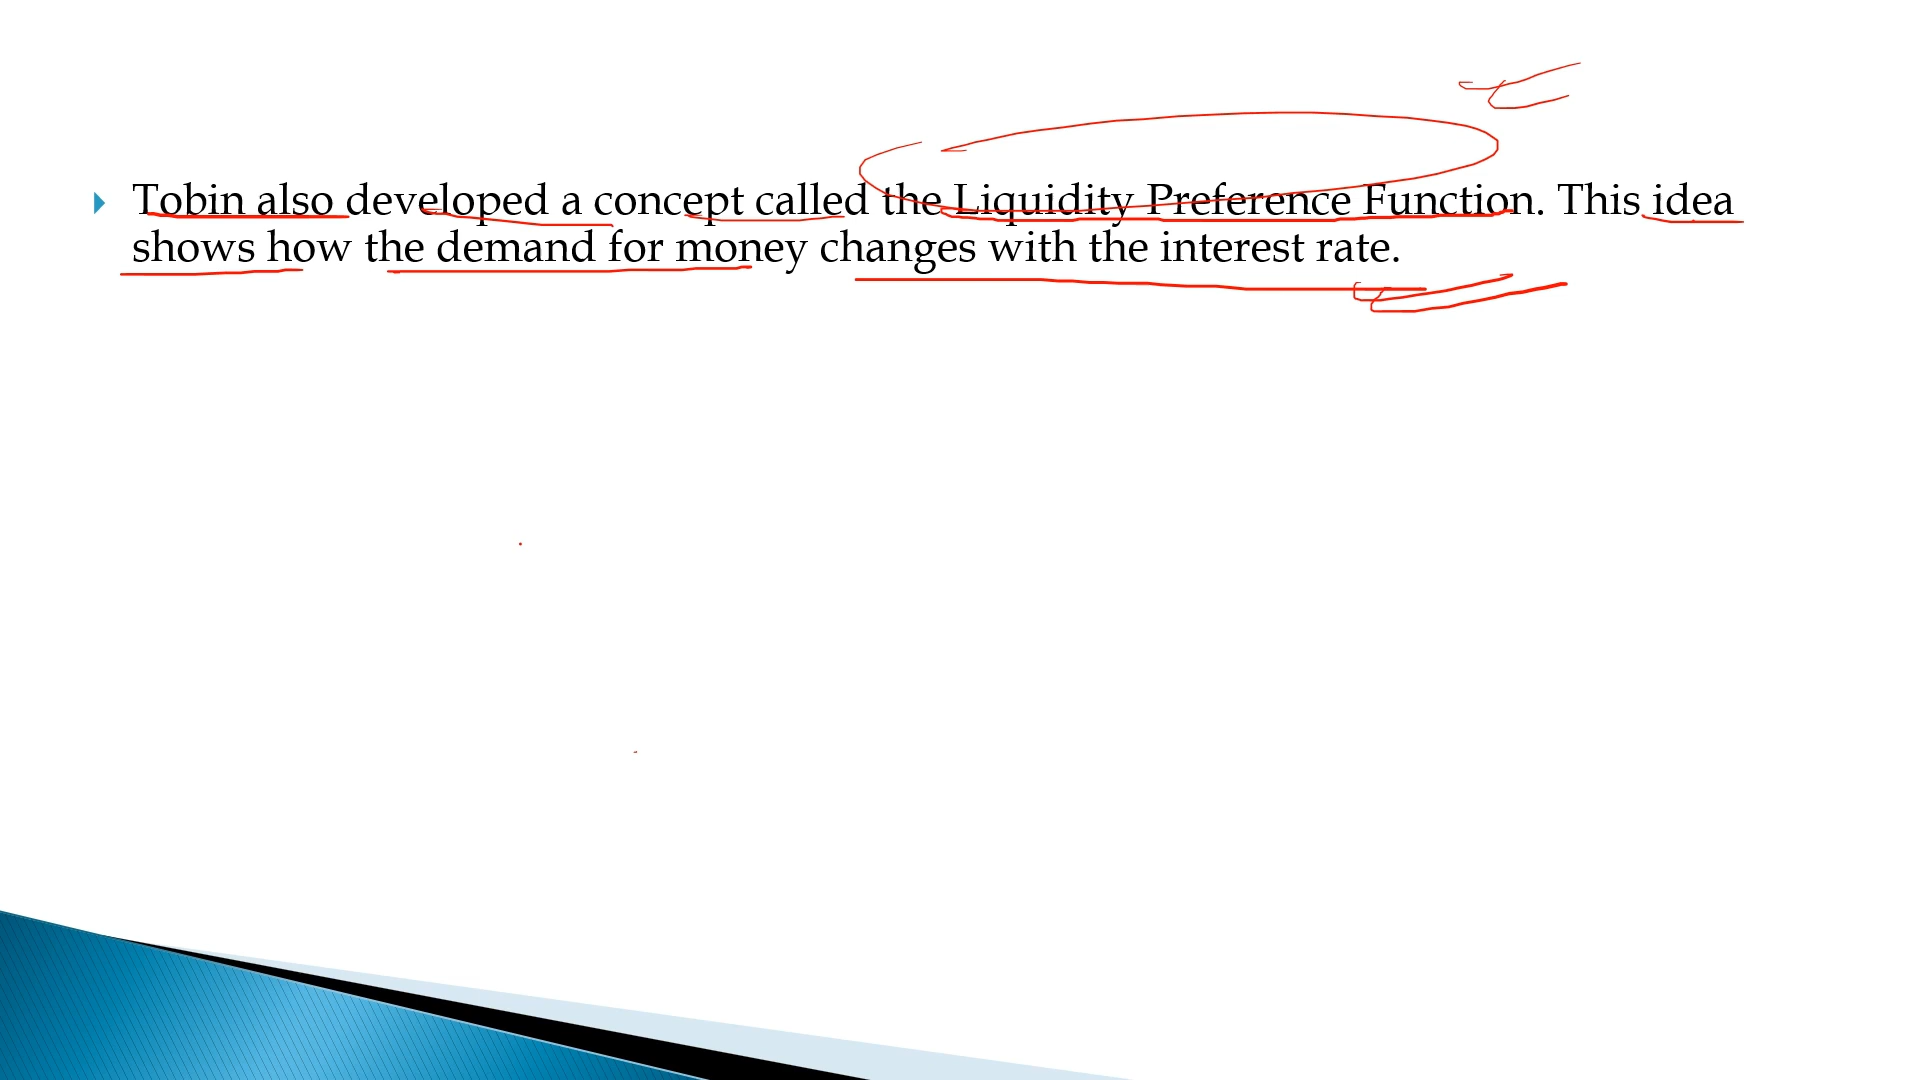 Tobin also developed a concept called the Liquidity Preference Function. This idea
shows how the demand for money changes with the interest rate.